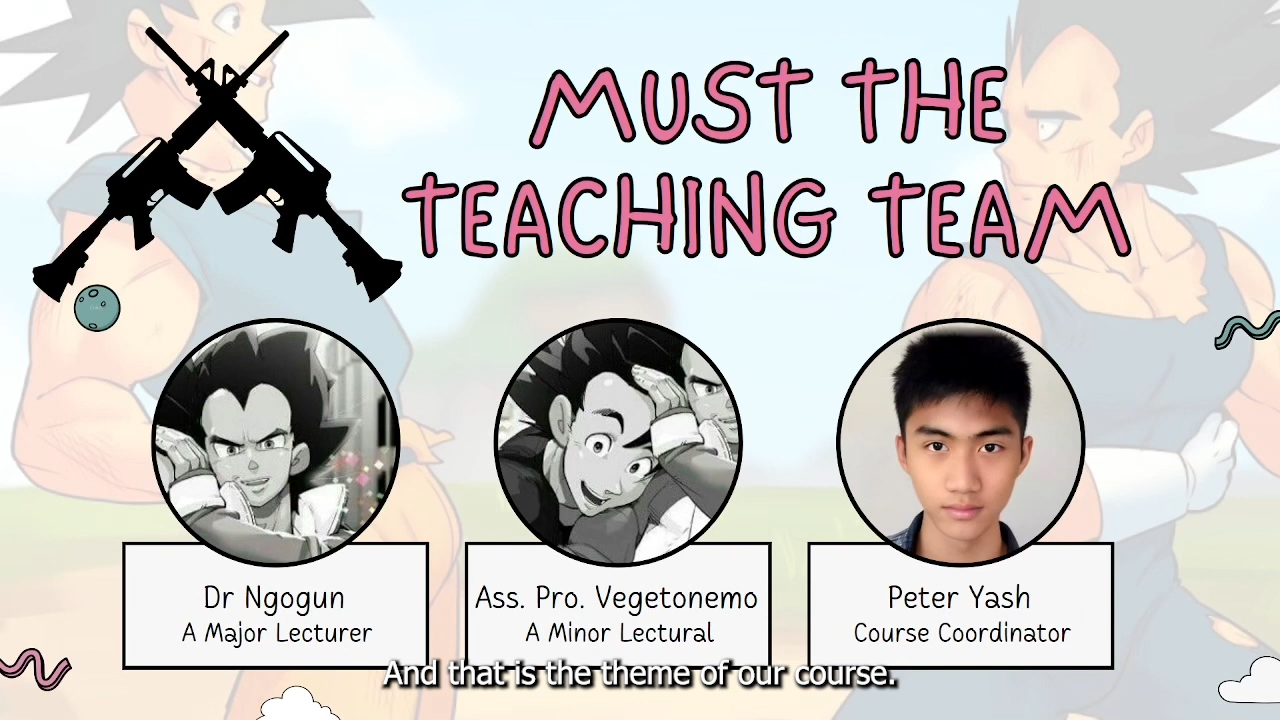 MUST THE
TEACHING TEAM
Dr Ngogun
A Major Lecturer
Ass. Pro. Vegetonemo
A Minor Lectural
Peter Yash
Course Coordinator
And that is the theme of our course.